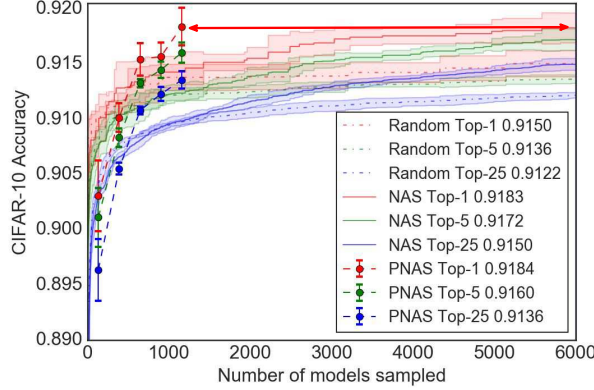 0.920
0.915
0.910
0.905
0.900
0.895
0.890
CIFAR-10 Accuracy
Random Top-1 0.9150
Random Top-5 0.9136
Random Top-25 0.9122
NAS Top-1 0.9183
NAS Top-5 0.9172
NAS Top-25 0.9150
PNAS Top-1 0.9184
PNAS Top-5 0.9160
PNAS Top-25 0.9136
0 1000 2000 3000 4000 5000 6000
Number of models sampled